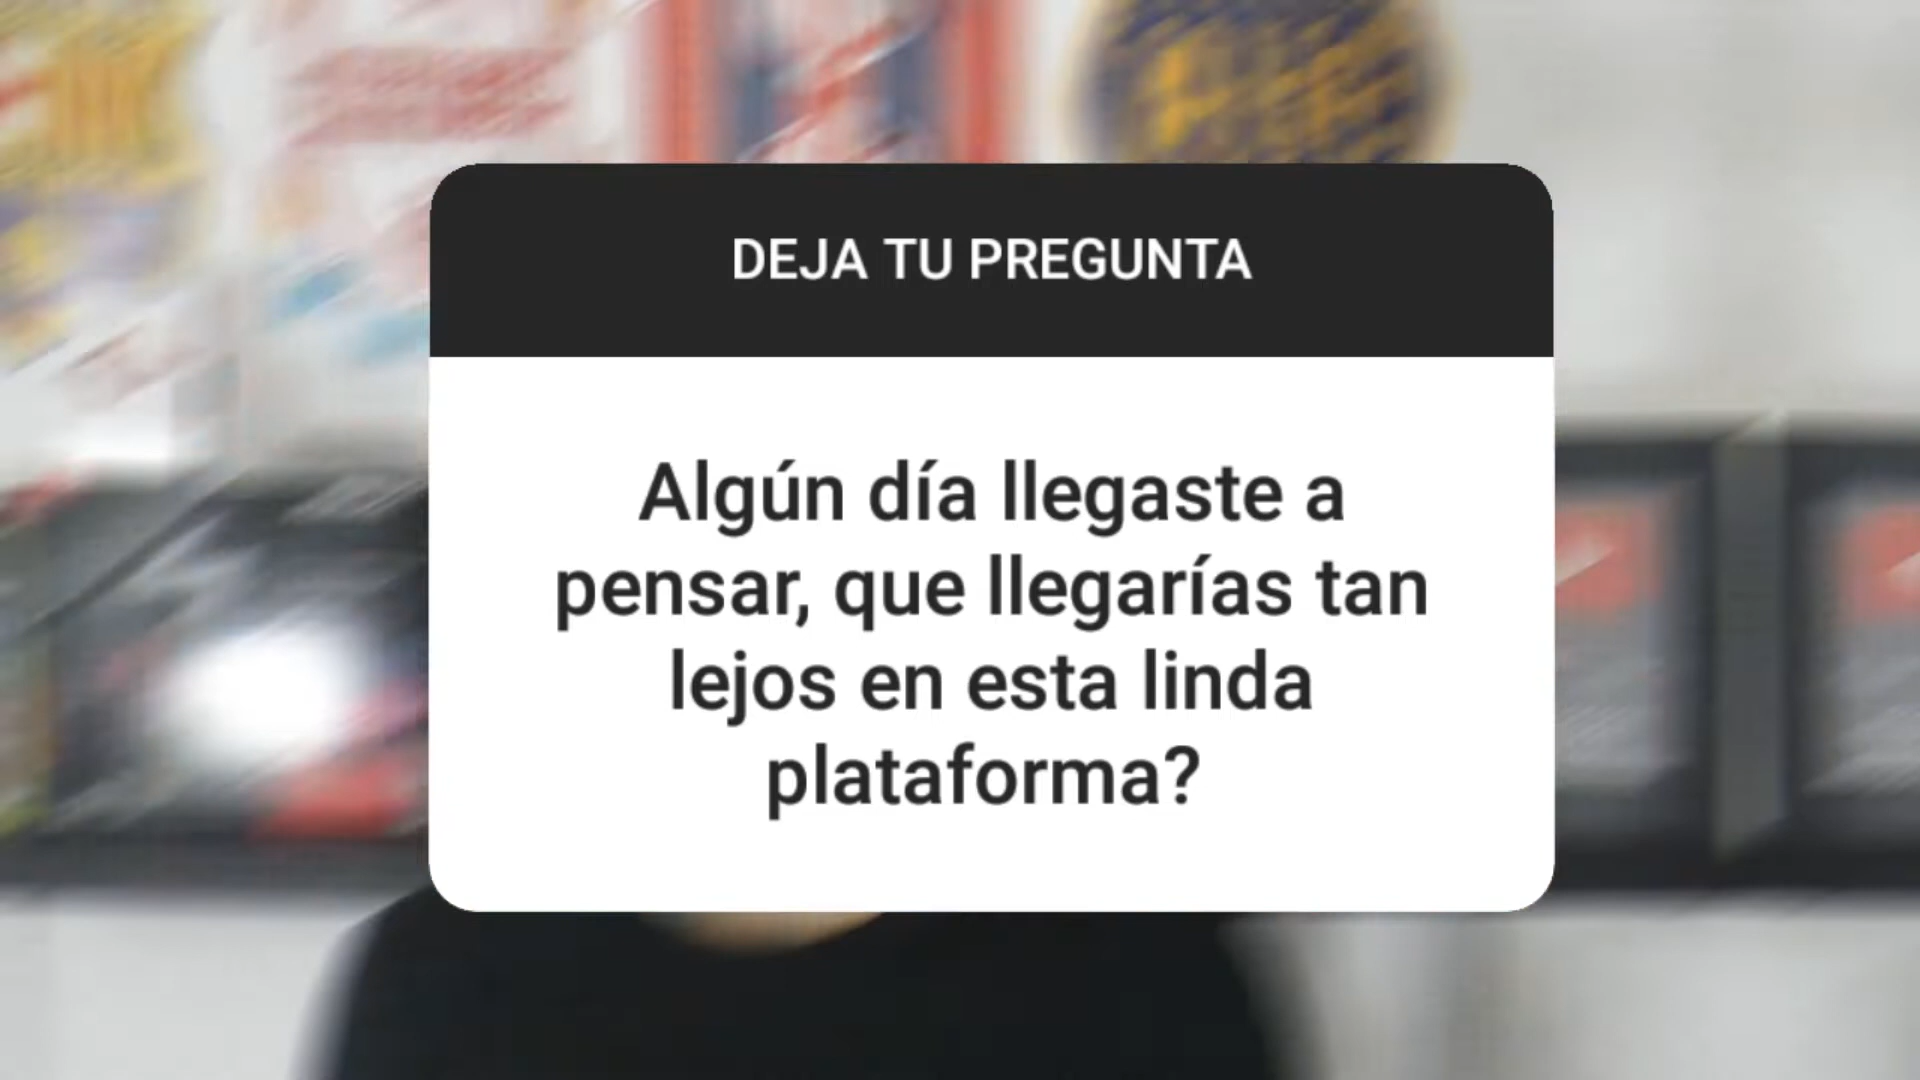 DEJA TU PREGUNTA
Algún día llegaste a
pensar, que llegarías tan
lejos en esta linda
plataforma?